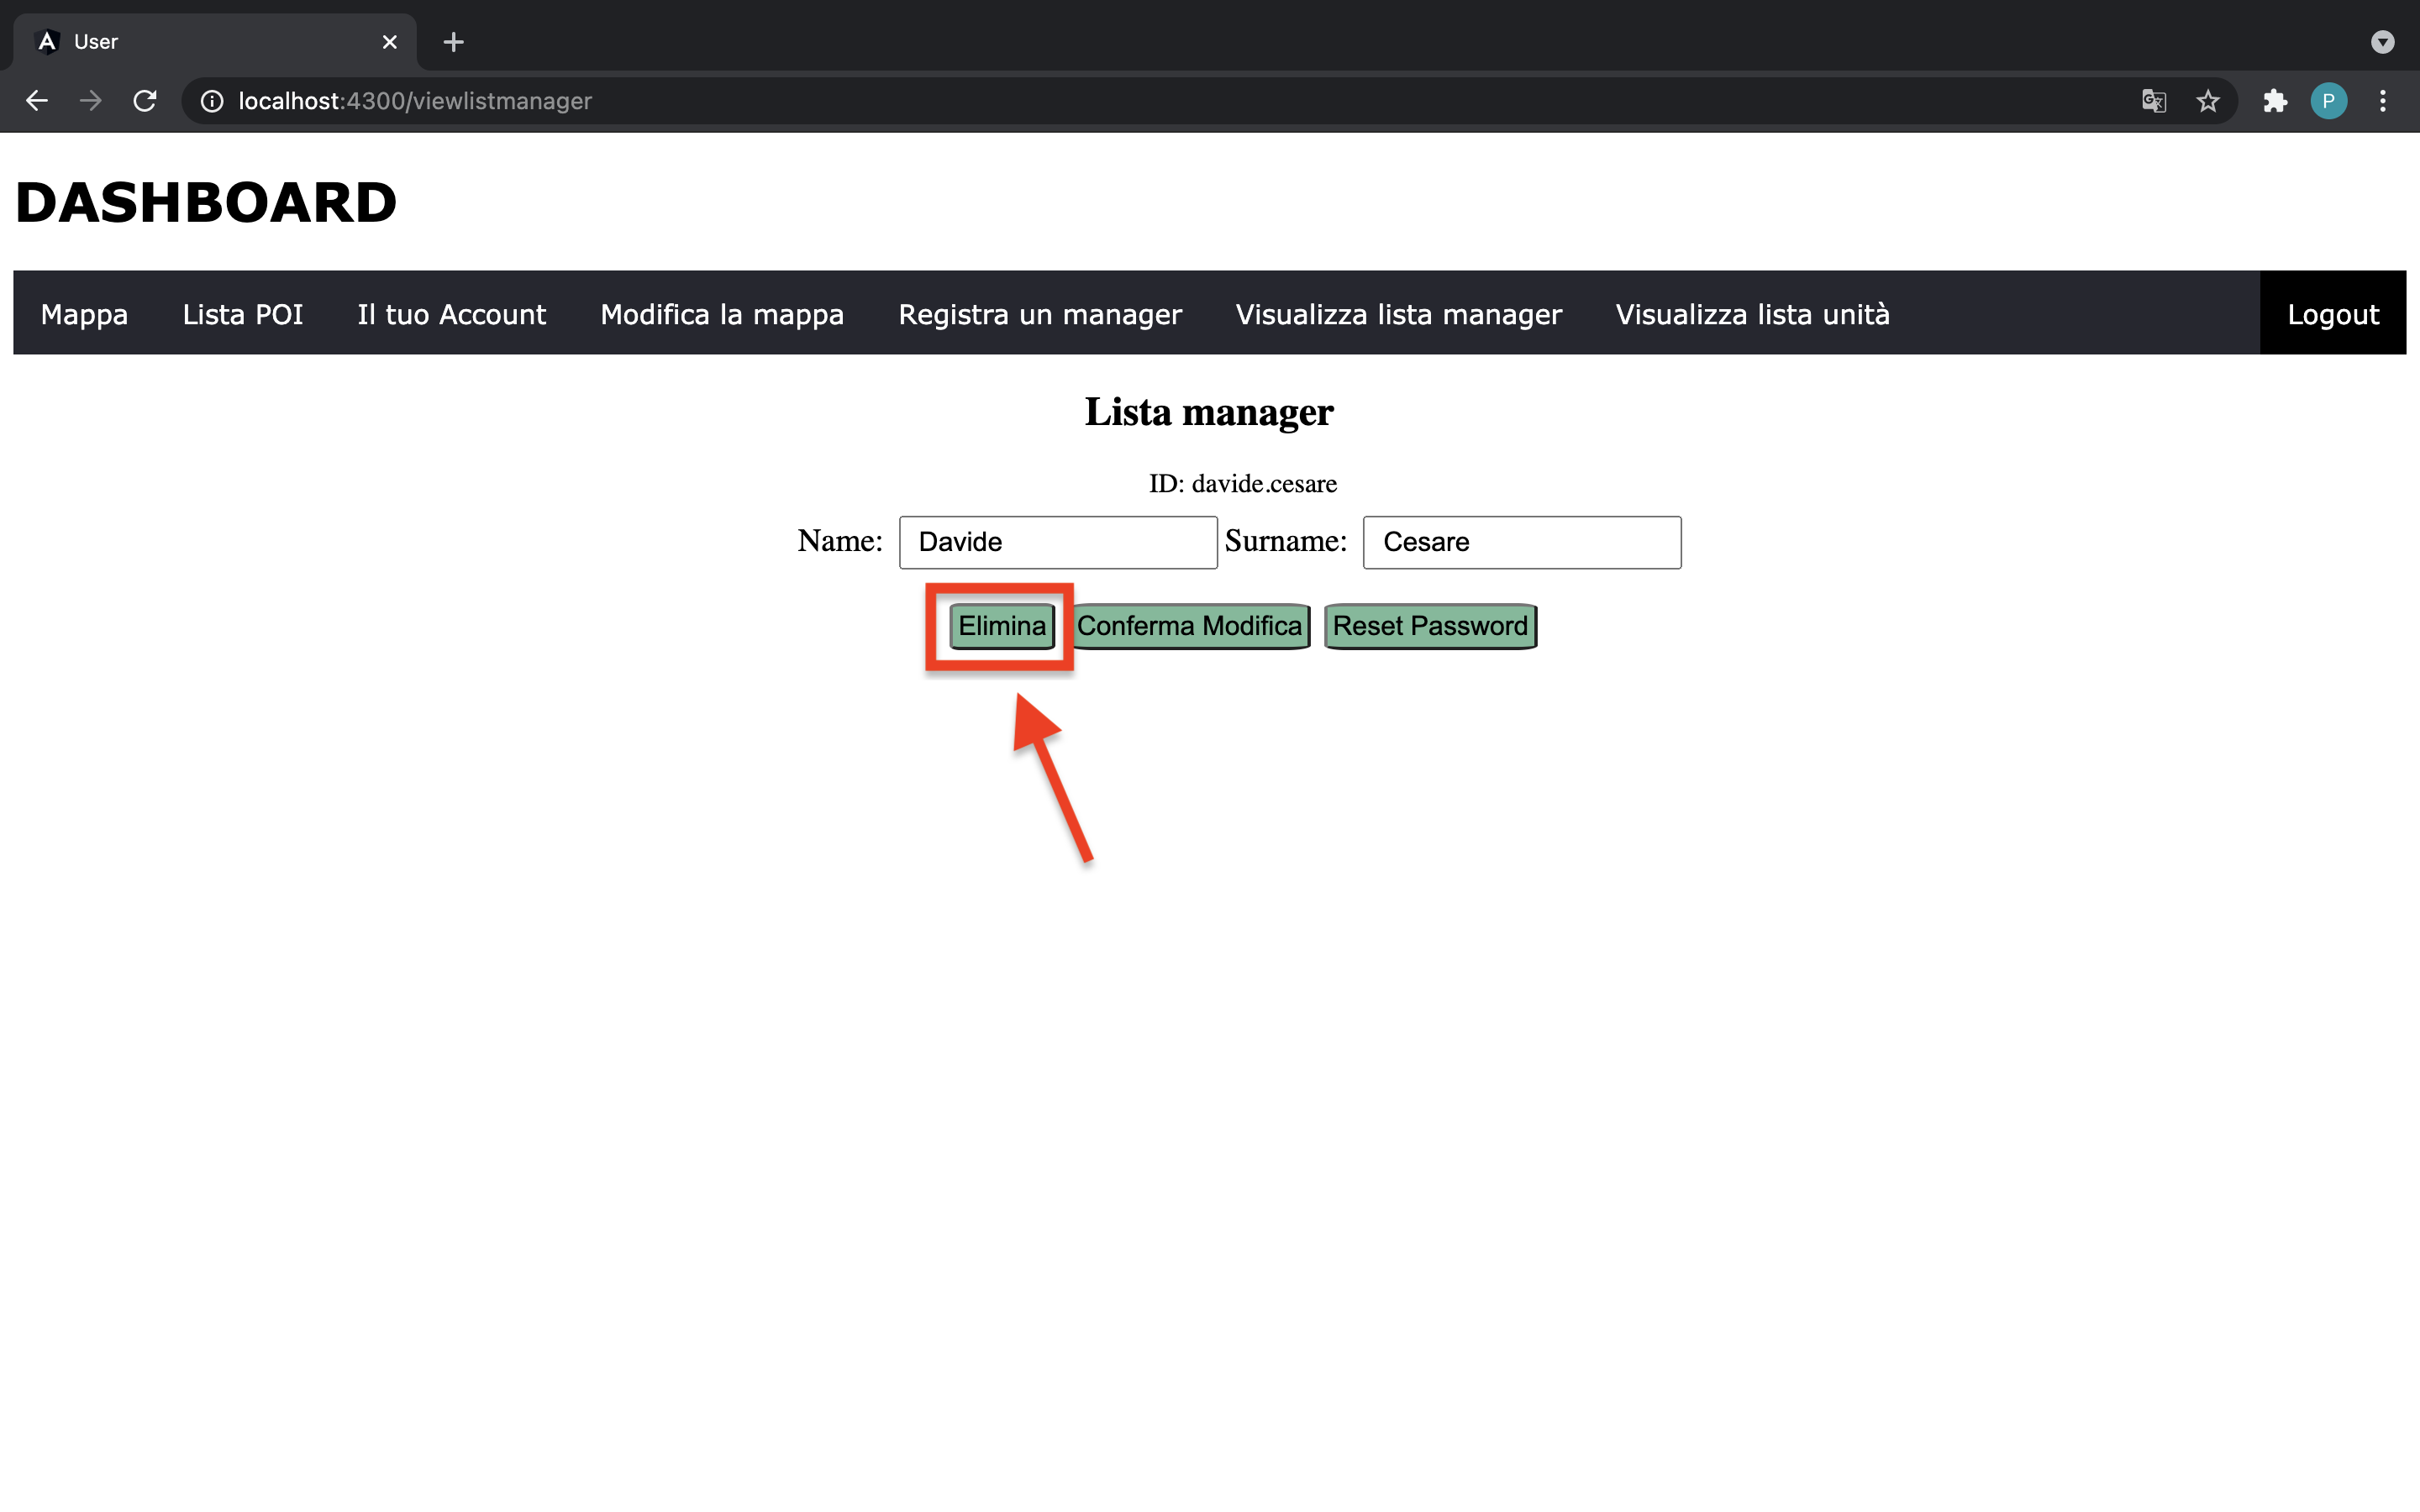 User
localhost:4300/viewlistmanager
P
DASHBOARD
Mappa Lista POI Il tuo Account Modifica la mappa Registra un manager Visualizza lista manager Visualizza lista unità Logout
Lista manager
ID: davide.cesare
Name: Davide Surname: Cesare
Elimina Conferma Modifica Reset Password